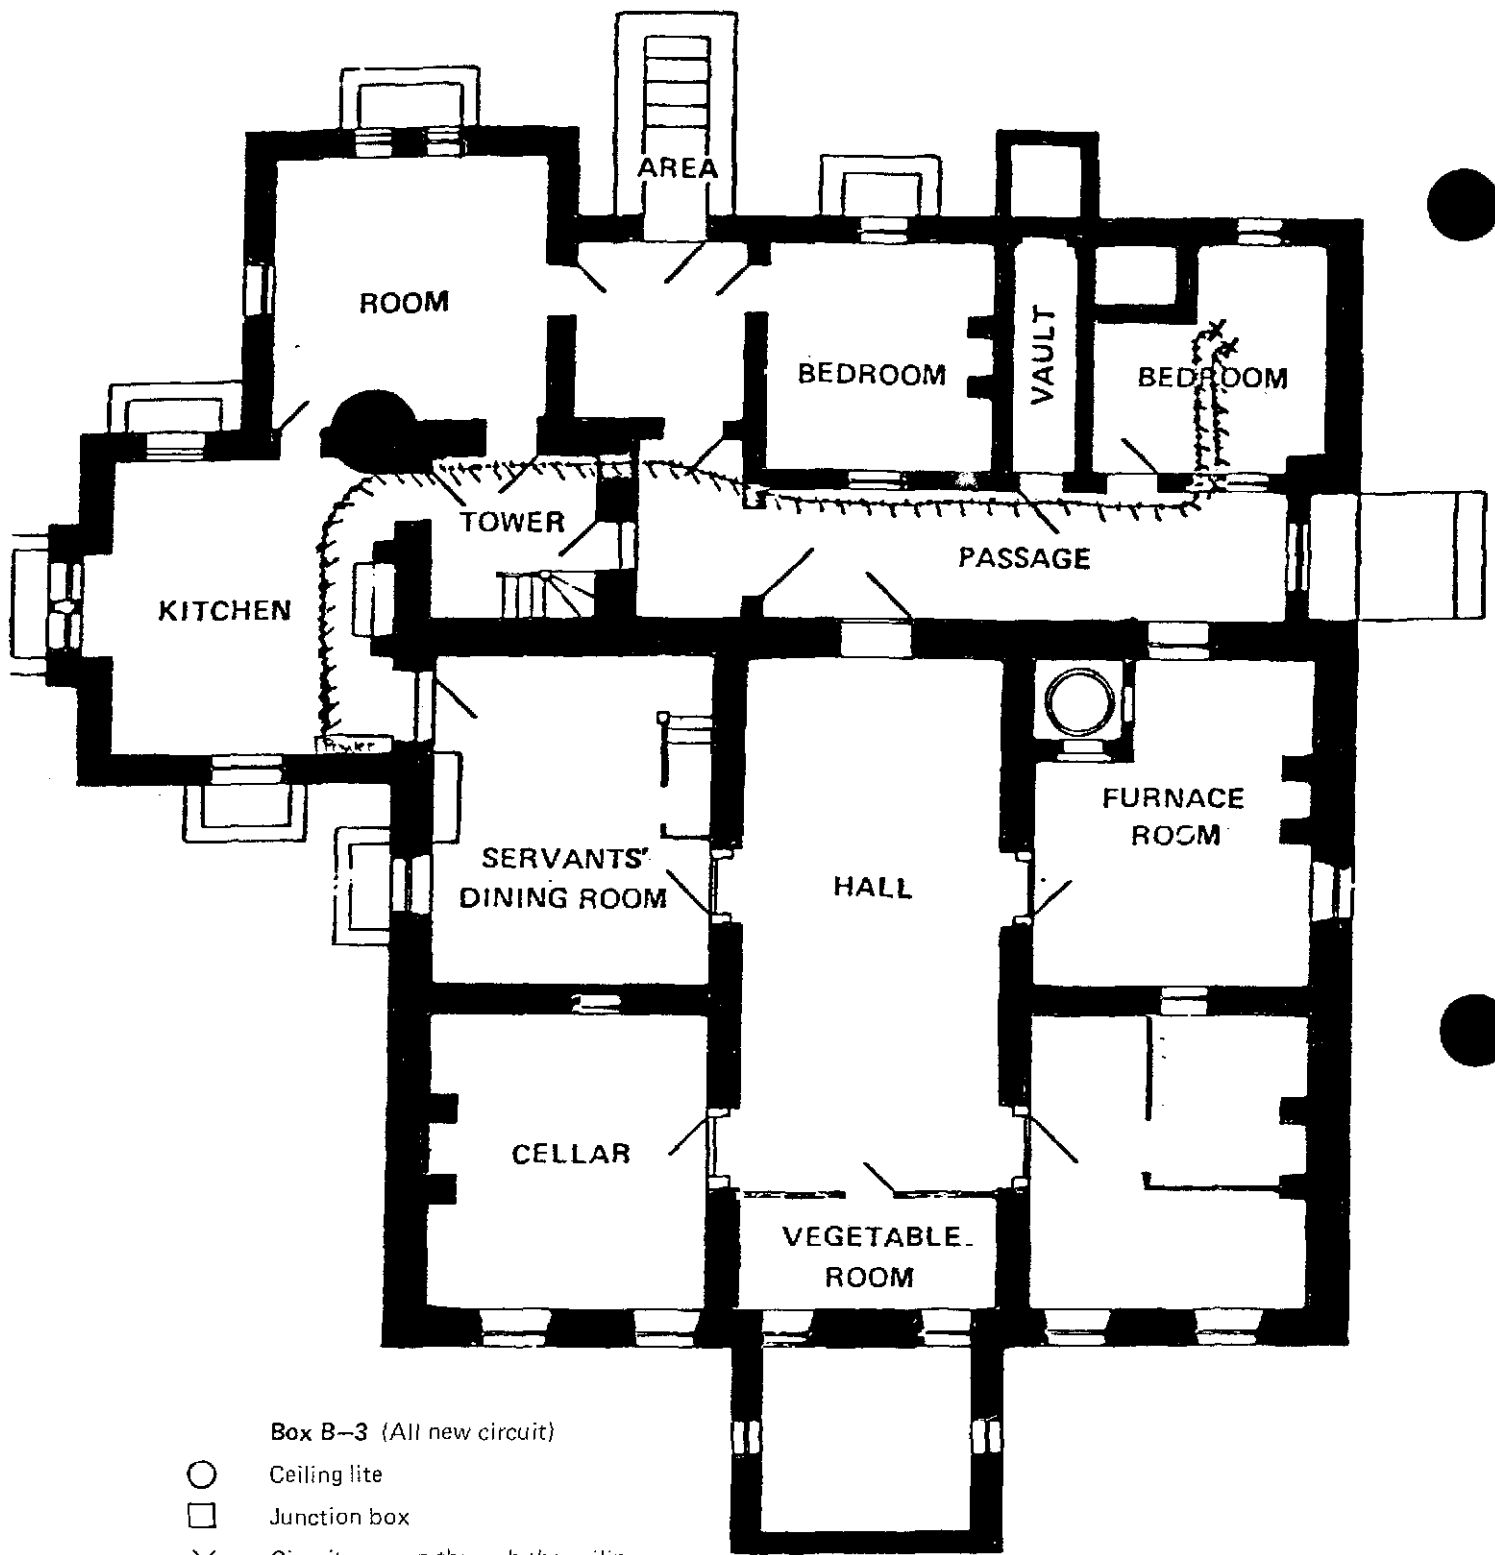 AREA
ROOM
BEDROOM
VAULT
BEDROOM
TOWER
PASSAGE
KITCHEN
Power
FURNACE
ROOM
SERVANTS'
DINING ROOM
HALL
CELLAR
VEGETABLE
ROOM
Box B–3 (All new circuit)
Ceiling lite
Junction box